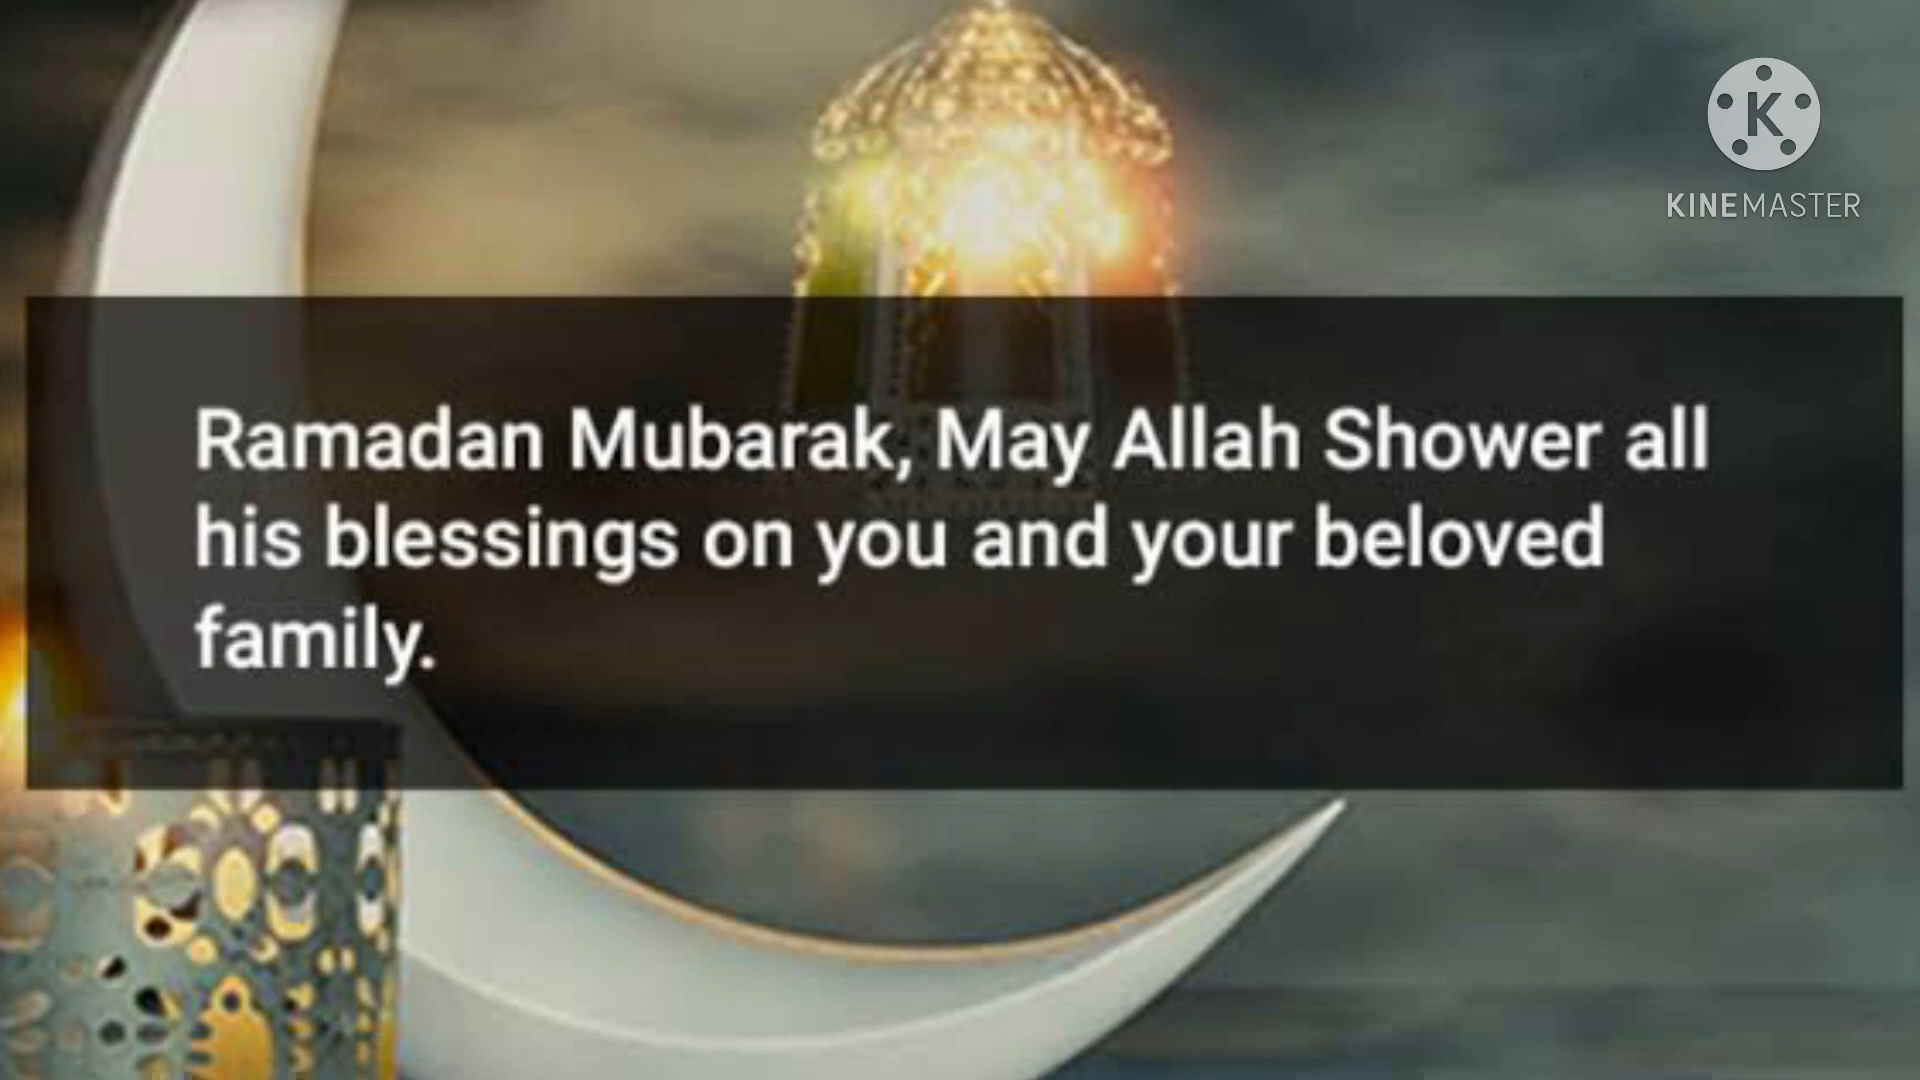 K
KINEMASTER
Ramadan Mubarak, May Allah Shower all
his blessings on you and your beloved
family.